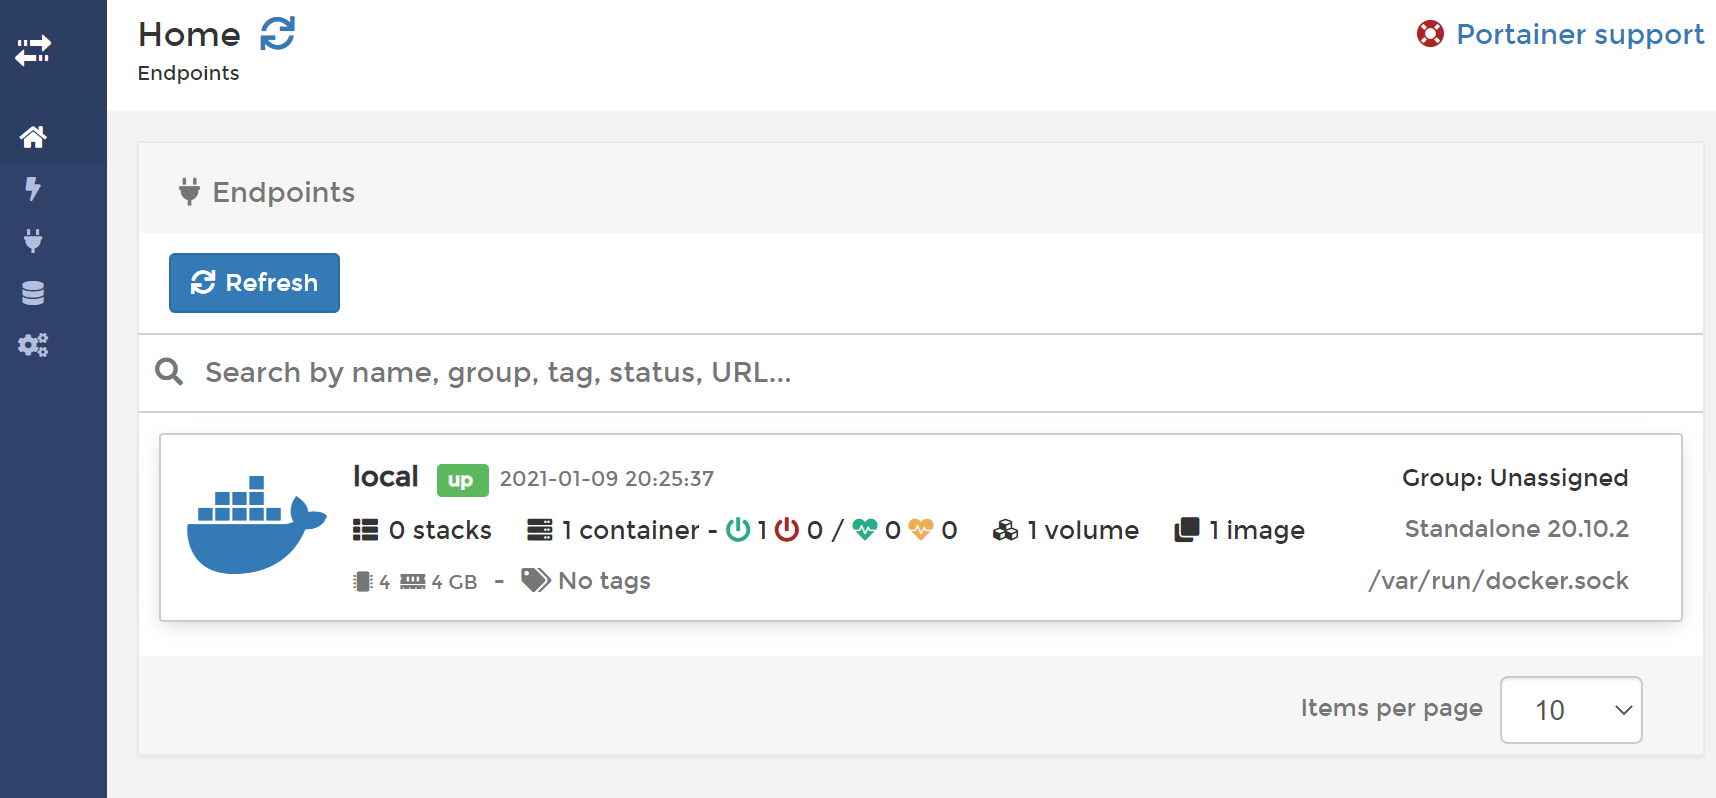 Home
Portainer support
Endpoints
Endpoints
Refresh
Search by name, group, tag, status, URL...
local up 2021-01-09 20:25:37
Group: Unassigned
0 stacks 1 container - 1 0 / 0 0 1 volume 1 image
Standalone 20.10.2
4 4 GB - No tags
/var/run/docker.sock
Items per page 10